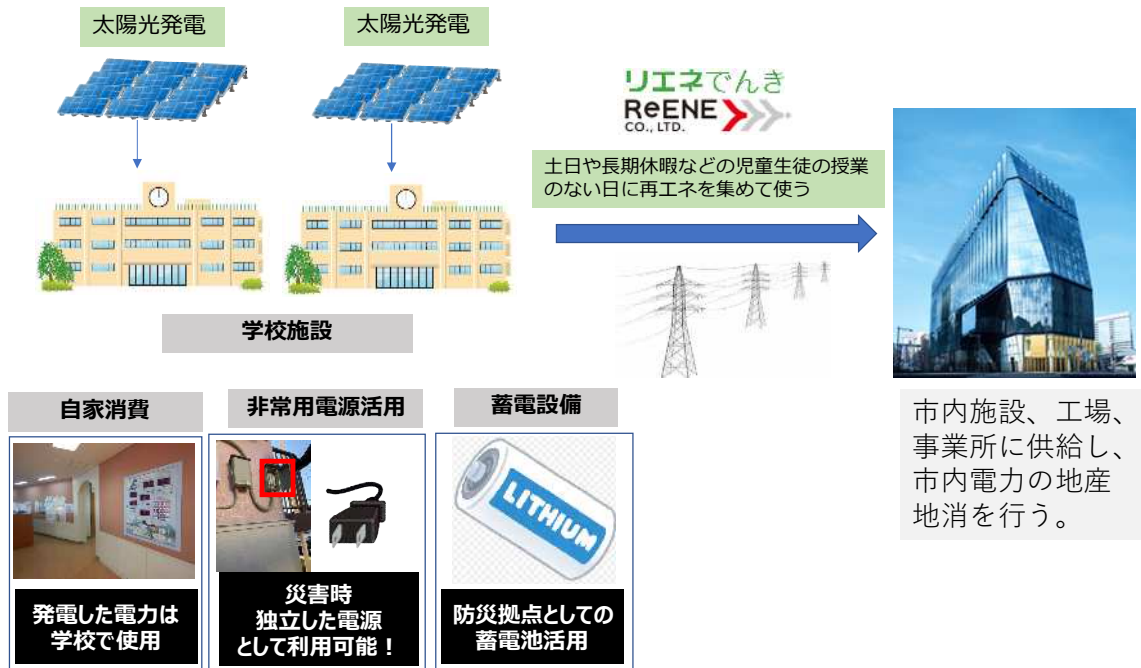 太陽光発電
太陽光発電
リエネでんき
ReENE
CO., LTD.
土日や長期休暇などの児童生徒の授業
のない日に再エネを集めて使う
学校施設
自家消費
非常用電源活用
蓄電設備
LITHIUM
発電した電力は
学校で使用
災害時
独立した電源
として利用可能！
防災拠点としての
蓄電池活用
市内施設、工場、
事業所に供給し、
市内電力の地産
地消を行う。